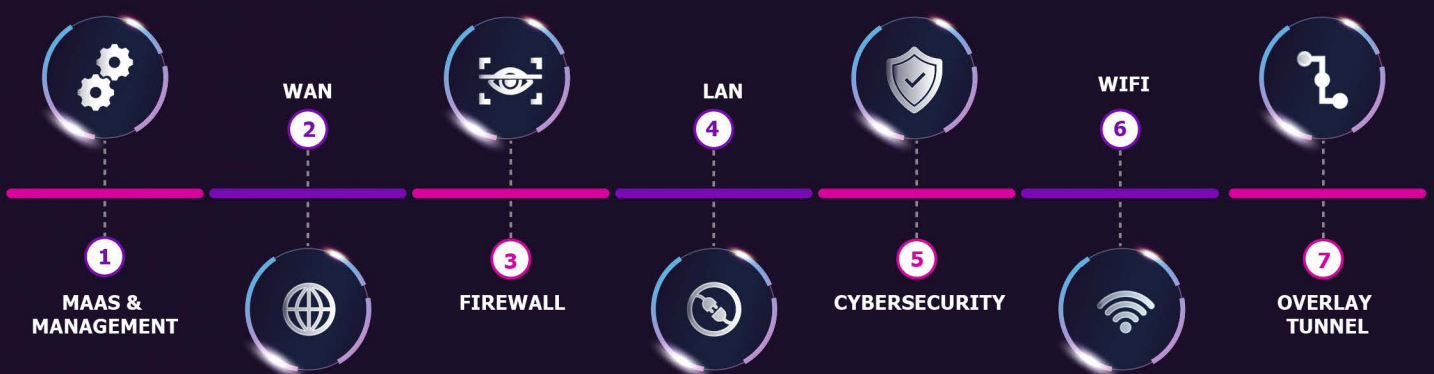 1
MAAS &
MANAGEMENT
WAN
2
3
FIREWALL
LAN
4
5
CYBERSECURITY
WIFI
6
7
OVERLAY
TUNNEL